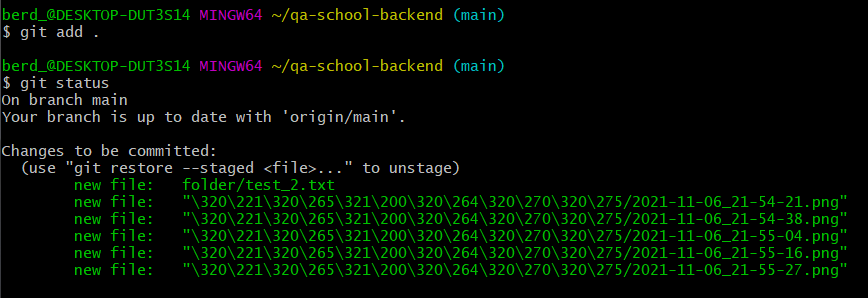 berd_@DESKTOP-DUT3S14 MINGW64 ~/qa-school-backend (main)
$ git add .
berd_@DESKTOP-DUT3S14 MINGW64 ~/qa-school-backend (main)
$ git status
On branch main
Your branch is up to date with 'origin/main'.
Changes to be committed:
(use "git restore --staged <file>..." to unstage)
new file: folder/test_2.txt
new file: "\320\221\320\265\321\200\320\264\320\270\320\275/2021-11-06_21-54-21.png"
new file: "\320\221\320\265\321\200\320\264\320\270\320\275/2021-11-06_21-54-38.png"
new file: "\320\221\320\265\321\200\320\264\320\270\320\275/2021-11-06_21-55-04.png"
new file: "\320\221\320\265\321\200\320\264\320\270\320\275/2021-11-06_21-55-16.png"
new file: "\320\221\320\265\321\200\320\264\320\270\320\275/2021-11-06_21-55-27.png"